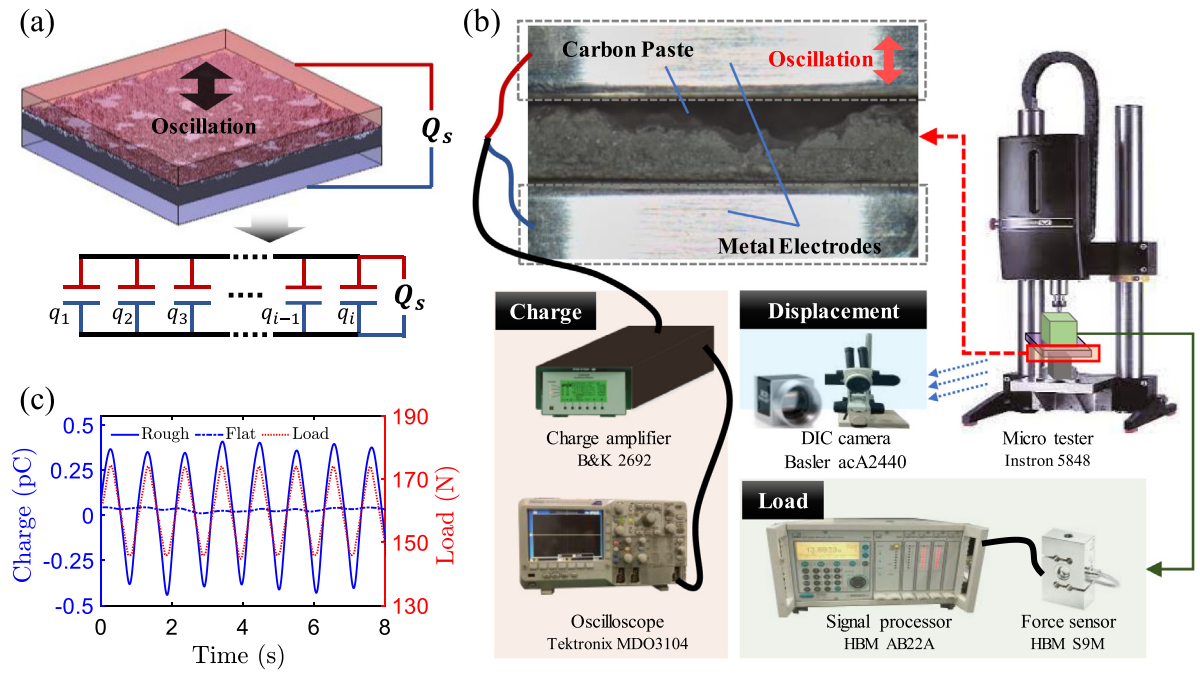 (a)
Oscillation
Q_s
q_1 q_2 q_3 q_{i−1} q_i
Q_s
(b)
Carbon Paste
Oscillation
Metal Electrodes
Charge
Charge amplifier
B&K 2692
Oscilloscope
Tektronix MDO3104
Displacement
DIC camera
Basler acA2440
Micro tester
Instron 5848
Load
Signal processor
HBM AB22A
Force sensor
HBM S9M
(c)
Rough Flat Load
Charge (pC)
0.5
0.25
0
-0.25
-0.5
Load (N)
190
170
150
130
0 2 4 6 8
Time (s)